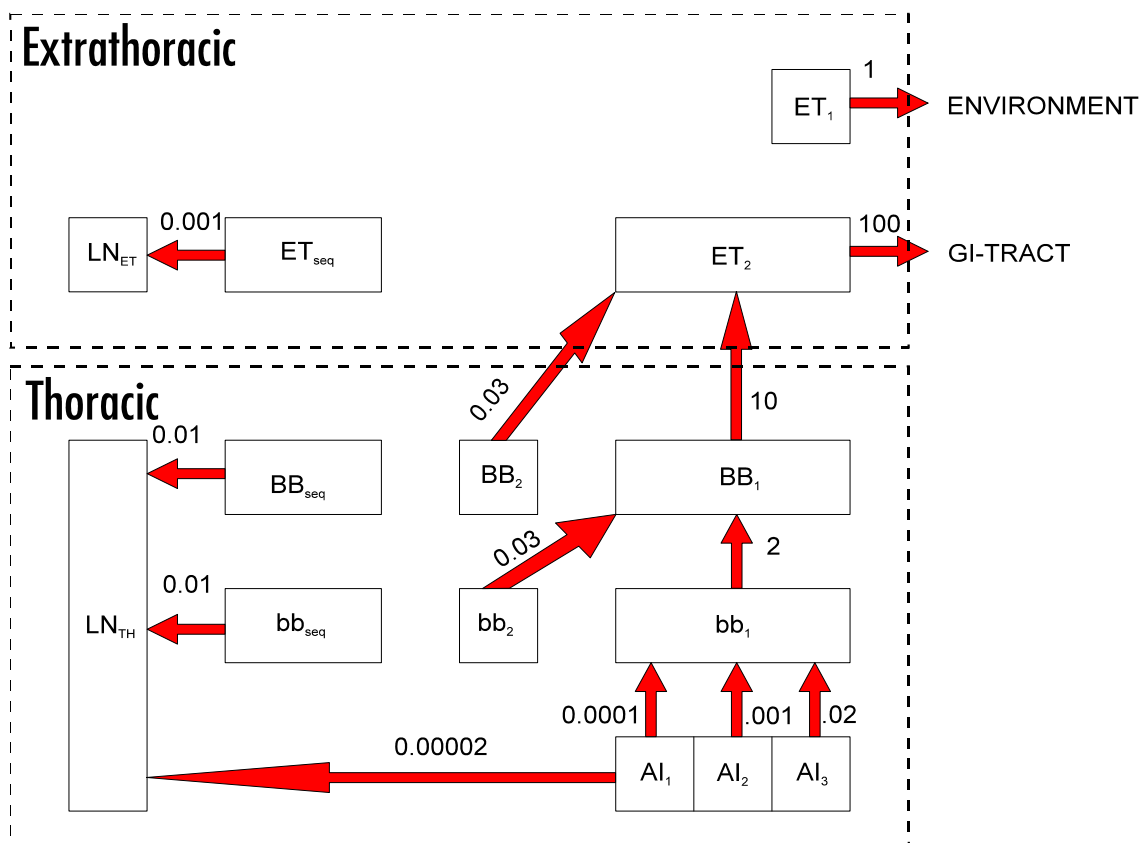 Extrathoracic
1
ET1
ENVIRONMENT
0.001
100
LNET
ETseq
ET2
GI-TRACT
0.03
10
Thoracic
0.01
BBseq
BB2
BB1
0.03
2
0.01
LNTH
bbseq
bb2
bb1
0.0001
.001
.02
0.00002
AI1
AI2
AI3